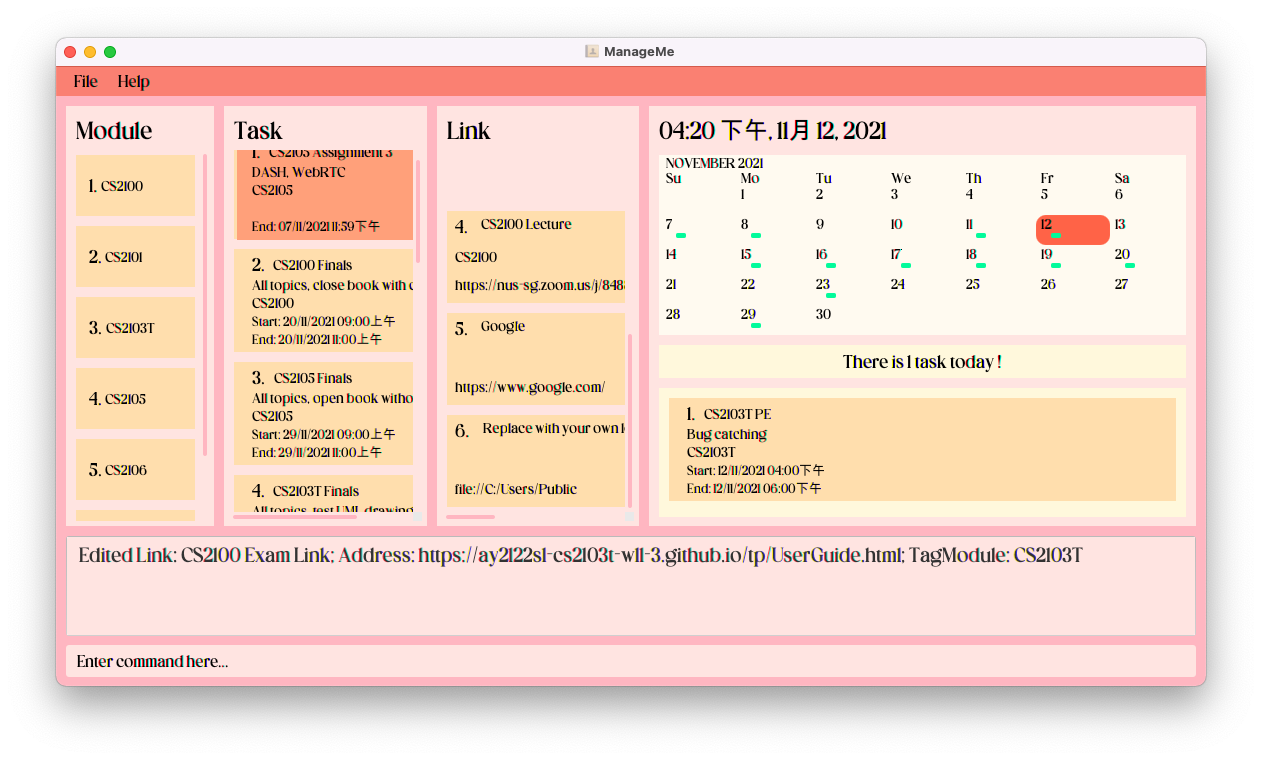 ManageMe
File Help
Module
1. CS2100
2. CS2101
3. CS2103T
4. CS2105
5. CS2106
Task
1. CS2105 Assignment 3
DASH, WebRTC
CS2105
End: 07/11/2021 11:59下午
2. CS2100 Finals
All topics, close book with
CS2100
Start: 20/11/2021 09:00上午
End: 20/11/2021 11:00上午
3. CS2105 Finals
All topics, open book witho
CS2105
Start: 29/11/2021 09:00上午
End: 29/11/2021 11:00上午
4. CS2103T Finals
All topics, test UML drawing
Link
4. CS2100 Lecture
CS2100
https://nus-sg.zoom.us/j/848
5. Google
https://www.google.com/
6. Replace with your own
file://C:/Users/Public
04:20 下午, 11月 12, 2021
NOVEMBER 2021
Su Mo Tu We Th Fr Sa
1 2 3 4 5 6
7 8 9 10 11 12 13
14 15 16 17 18 19 20
21 22 23 24 25 26 27
28 29 30
There is 1 task today !
1. CS2103T PE
Bug catching
CS2103T
Start: 12/11/2021 04:00下午
End: 12/11/2021 06:00下午
Edited Link: CS2100 Exam Link; Address: https://ay2122s1-cs2103t-w11-3.github.io/tp/UserGuide.html; TagModule: CS2103T
Enter command here...